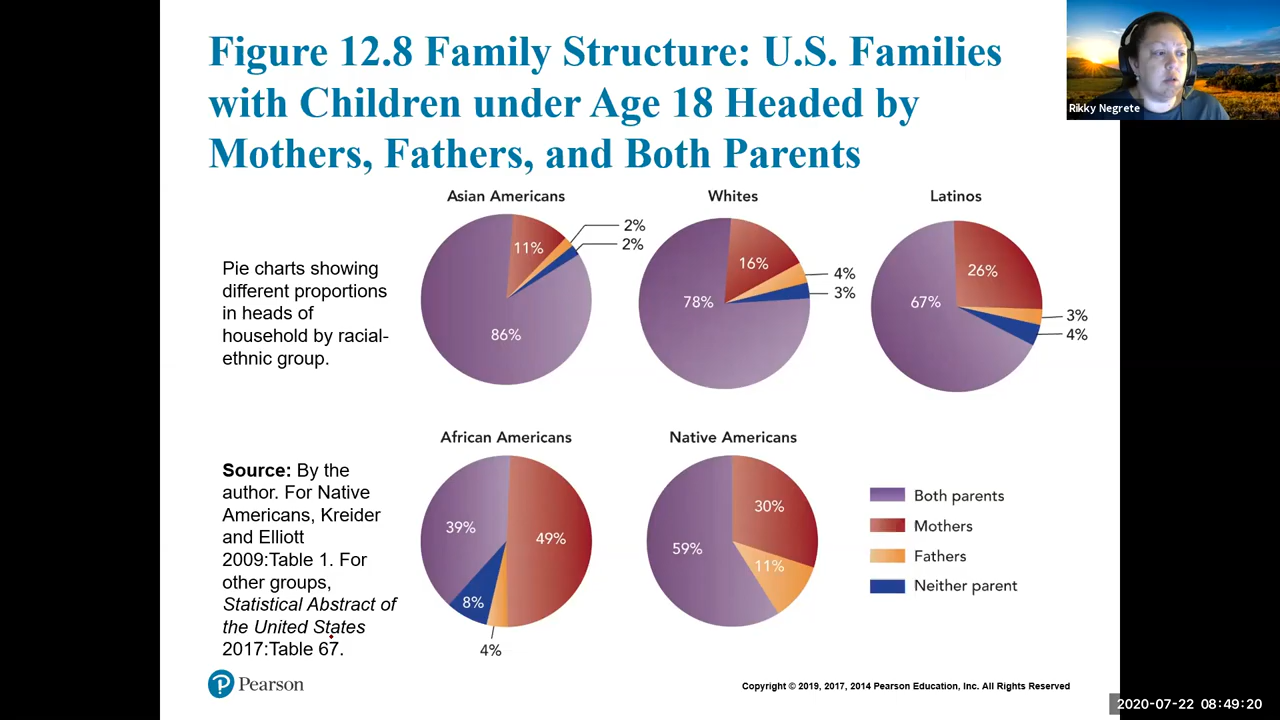 Figure 12.8 Family Structure: U.S. Families
with Children under Age 18 Headed by
Mothers, Fathers, and Both Parents
Rikky Negrete
Pie charts showing
different proportions
in heads of
household by racial-
ethnic group.
Asian Americans
11%
2%
2%
86%
Whites
16%
4%
3%
78%
Latinos
26%
3%
4%
67%
Source: By the
author. For Native
Americans, Kreider
and Elliott
2009:Table 1. For
other groups,
Statistical Abstract of
the United States
2017:Table 67.
African Americans
39%
49%
8%
4%
Native Americans
30%
59%
11%
Both parents
Mothers
Fathers
Neither parent
P Pearson
Copyright © 2019, 2017, 2014 Pearson Education, Inc. All Rights Reserved
2020-07-22 08:49:20